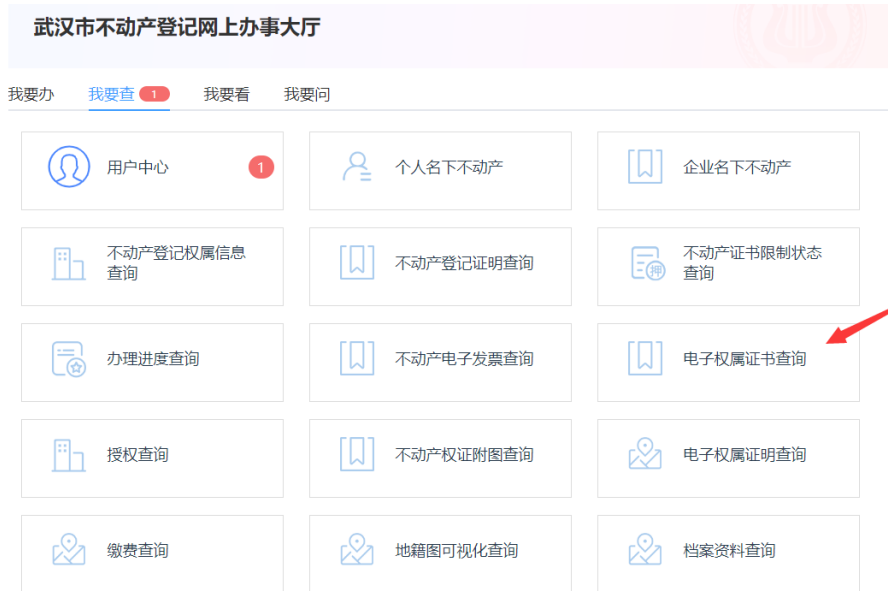 武汉市不动产登记网上办事大厅
我要办 我要查 1 我要看 我要问
用户中心 1
个人名下不动产
企业名下不动产
不动产登记权属信息
查询
不动产登记证明查询
不动产证书限制状态
查询
押
办理进度查询
不动产电子发票查询
电子权属证书查询
授权查询
不动产权证附图查询
电子权属证明查询
缴费查询
地籍图可视化查询
档案资料查询